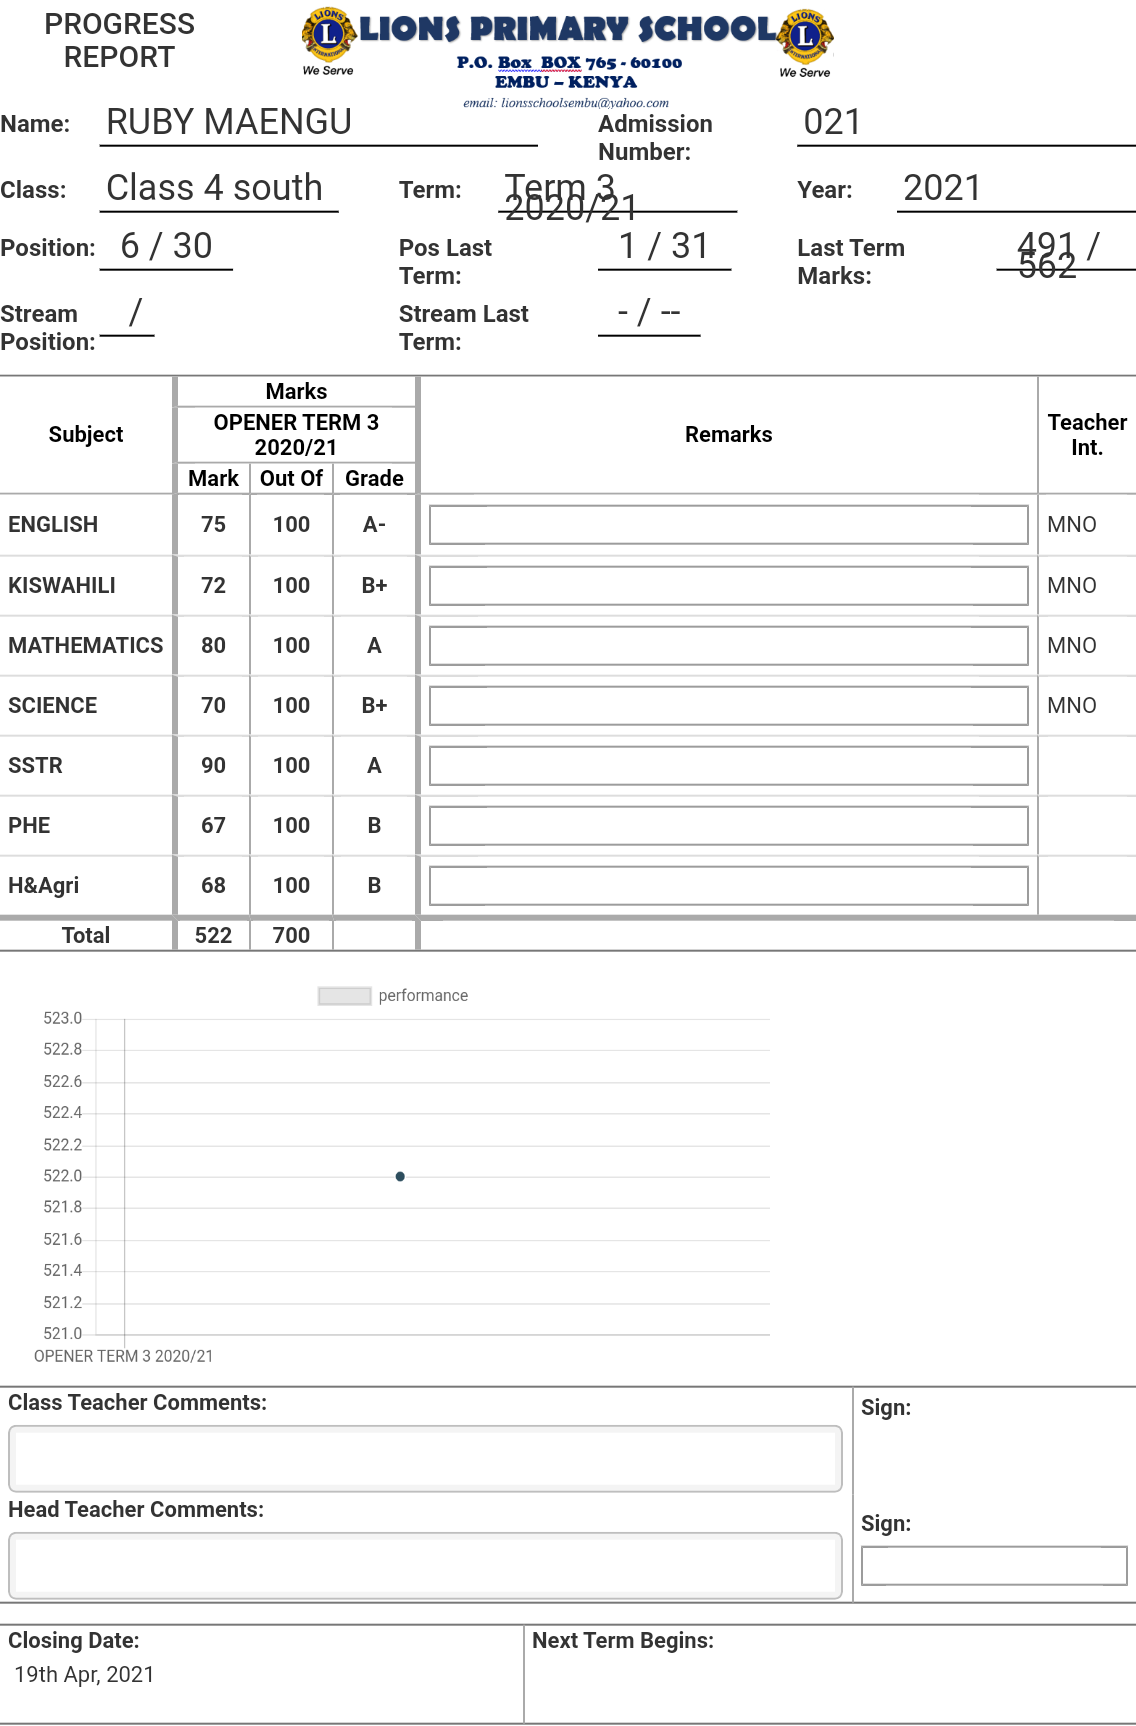 PROGRESS
REPORT
LIONS PRIMARY SCHOOL
P.O. Box BOX 765 - 60100
EMBU – KENYA
email: lionsschoolsembu@yahoo.com
L
LIONS
INTERNATIONAL
We Serve
L
LIONS
INTERNATIONAL
We Serve
Name: RUBY MAENGU Admission Number: 021
Class: Class 4 south Term: Term 3 2020/21 Year: 2021
Position: 6 / 30 Pos Last Term: 1 / 31 Last Term Marks: 491 / 562
Stream Position: / Stream Last Term: - / --
Subject Marks Remarks Teacher Int.
OPENER TERM 3 2020/21
Mark Out Of Grade
ENGLISH 75 100 A- MNO
KISWAHILI 72 100 B+ MNO
MATHEMATICS 80 100 A MNO
SCIENCE 70 100 B+ MNO
SSTR 90 100 A
PHE 67 100 B
H&Agri 68 100 B
Total 522 700
performance
523.0
522.8
522.6
522.4
522.2
522.0
521.8
521.6
521.4
521.2
521.0
OPENER TERM 3 2020/21
Class Teacher Comments: Sign:
Head Teacher Comments: Sign:
Closing Date: Next Term Begins:
19th Apr, 2021